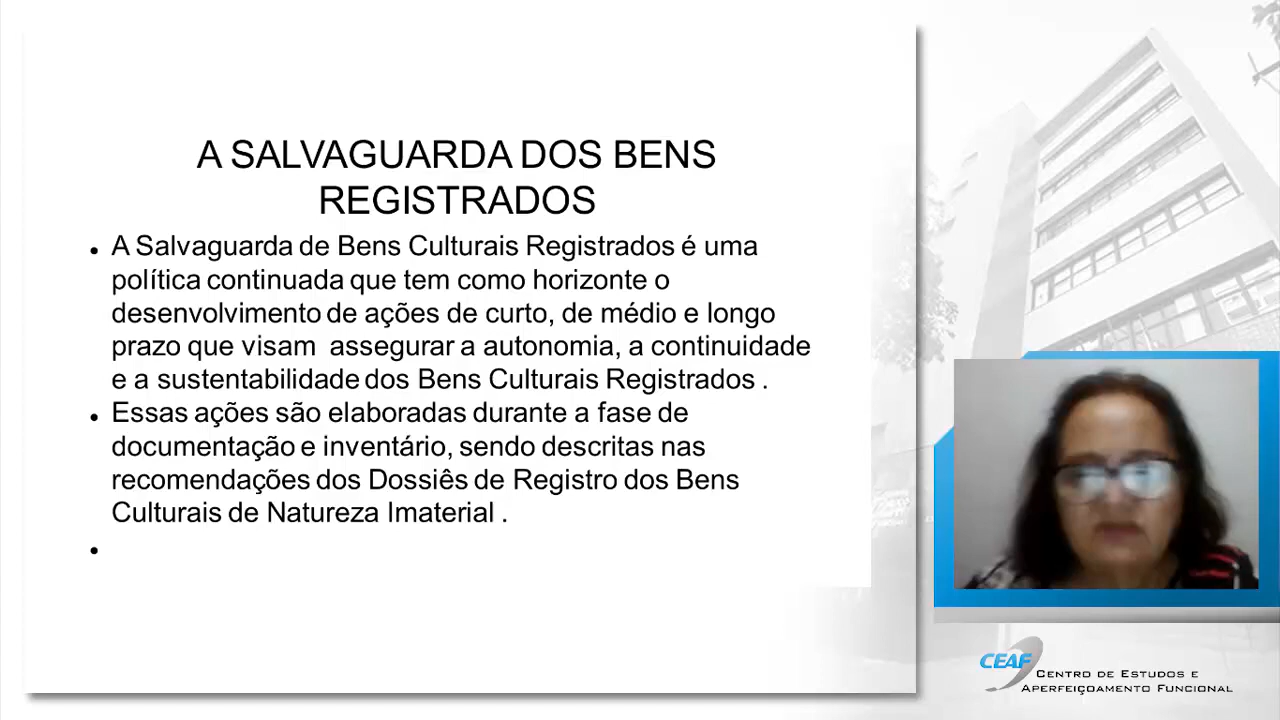 A SALVAGUARDA DOS BENS
REGISTRADOS
• A Salvaguarda de Bens Culturais Registrados é uma
política continuada que tem como horizonte o
desenvolvimento de ações de curto, de médio e longo
prazo que visam  assegurar a autonomia, a continuidade
e a sustentabilidade dos Bens Culturais Registrados .
• Essas ações são elaboradas durante a fase de
documentação e inventário, sendo descritas nas
recomendações dos Dossiês de Registro dos Bens
Culturais de Natureza Imaterial .
•
CEAF
CENTRO DE ESTUDOS E
APERFEIÇOAMENTO FUNCIONAL